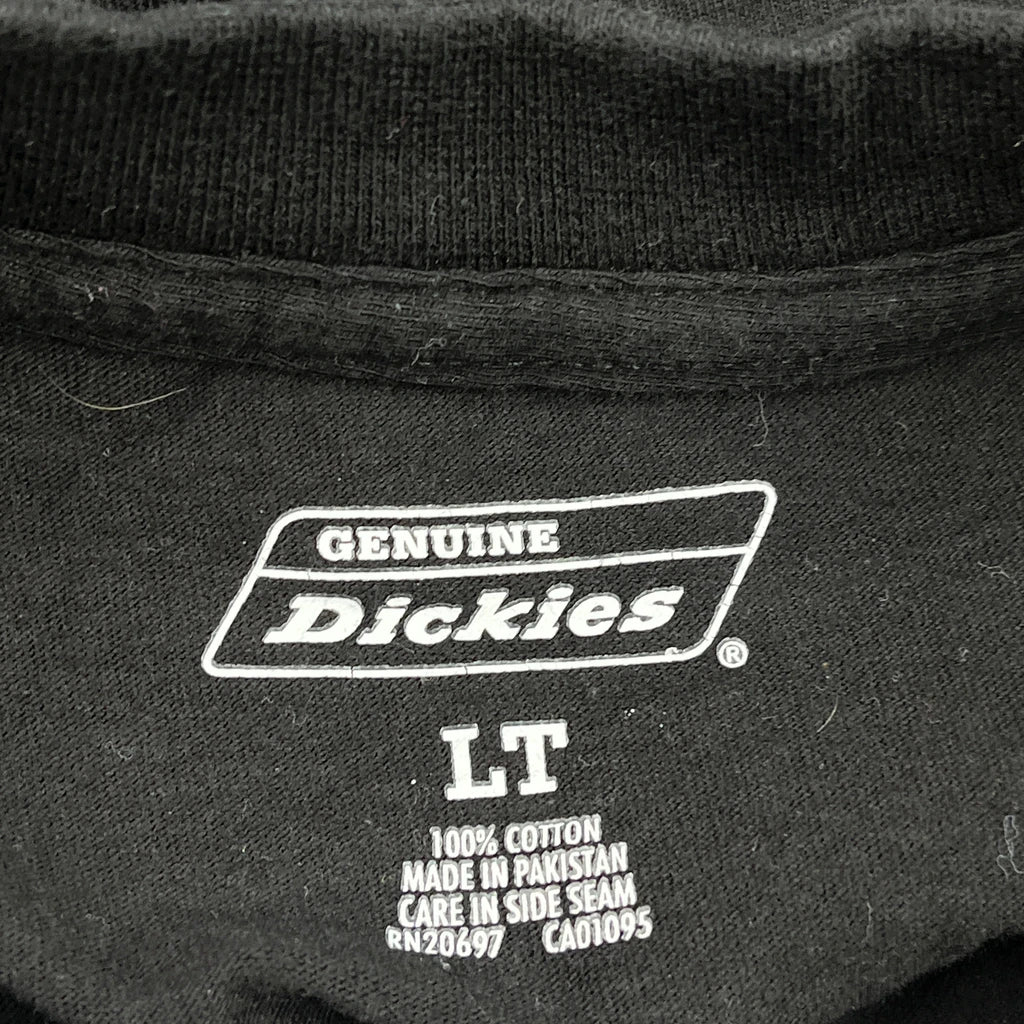 GENUINE
Dickies®
LT
100% COTTON
MADE IN PAKISTAN
CARE IN SIDE SEAM
RN20697 CA01095